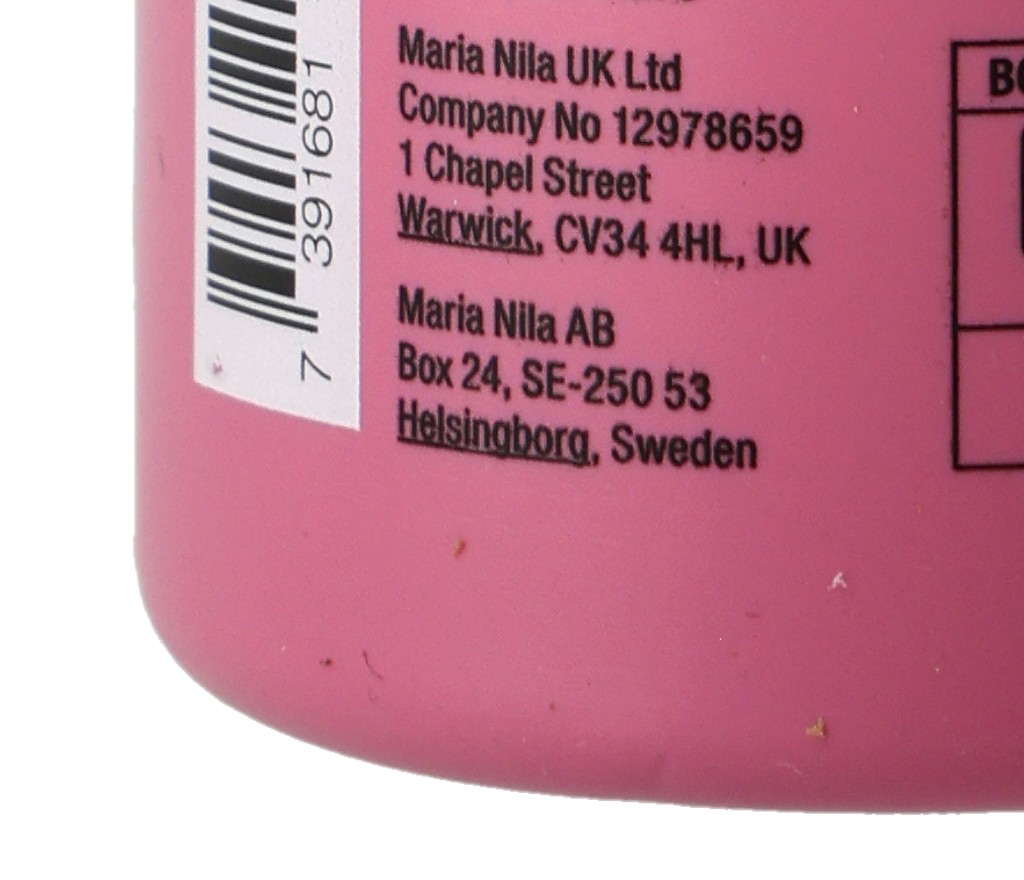 Maria Nila UK Ltd
Company No 12978659
1 Chapel Street
Warwick, CV34 4HL, UK
Maria Nila AB
Box 24, SE-250 53
Helsingborg, Sweden
7 391681